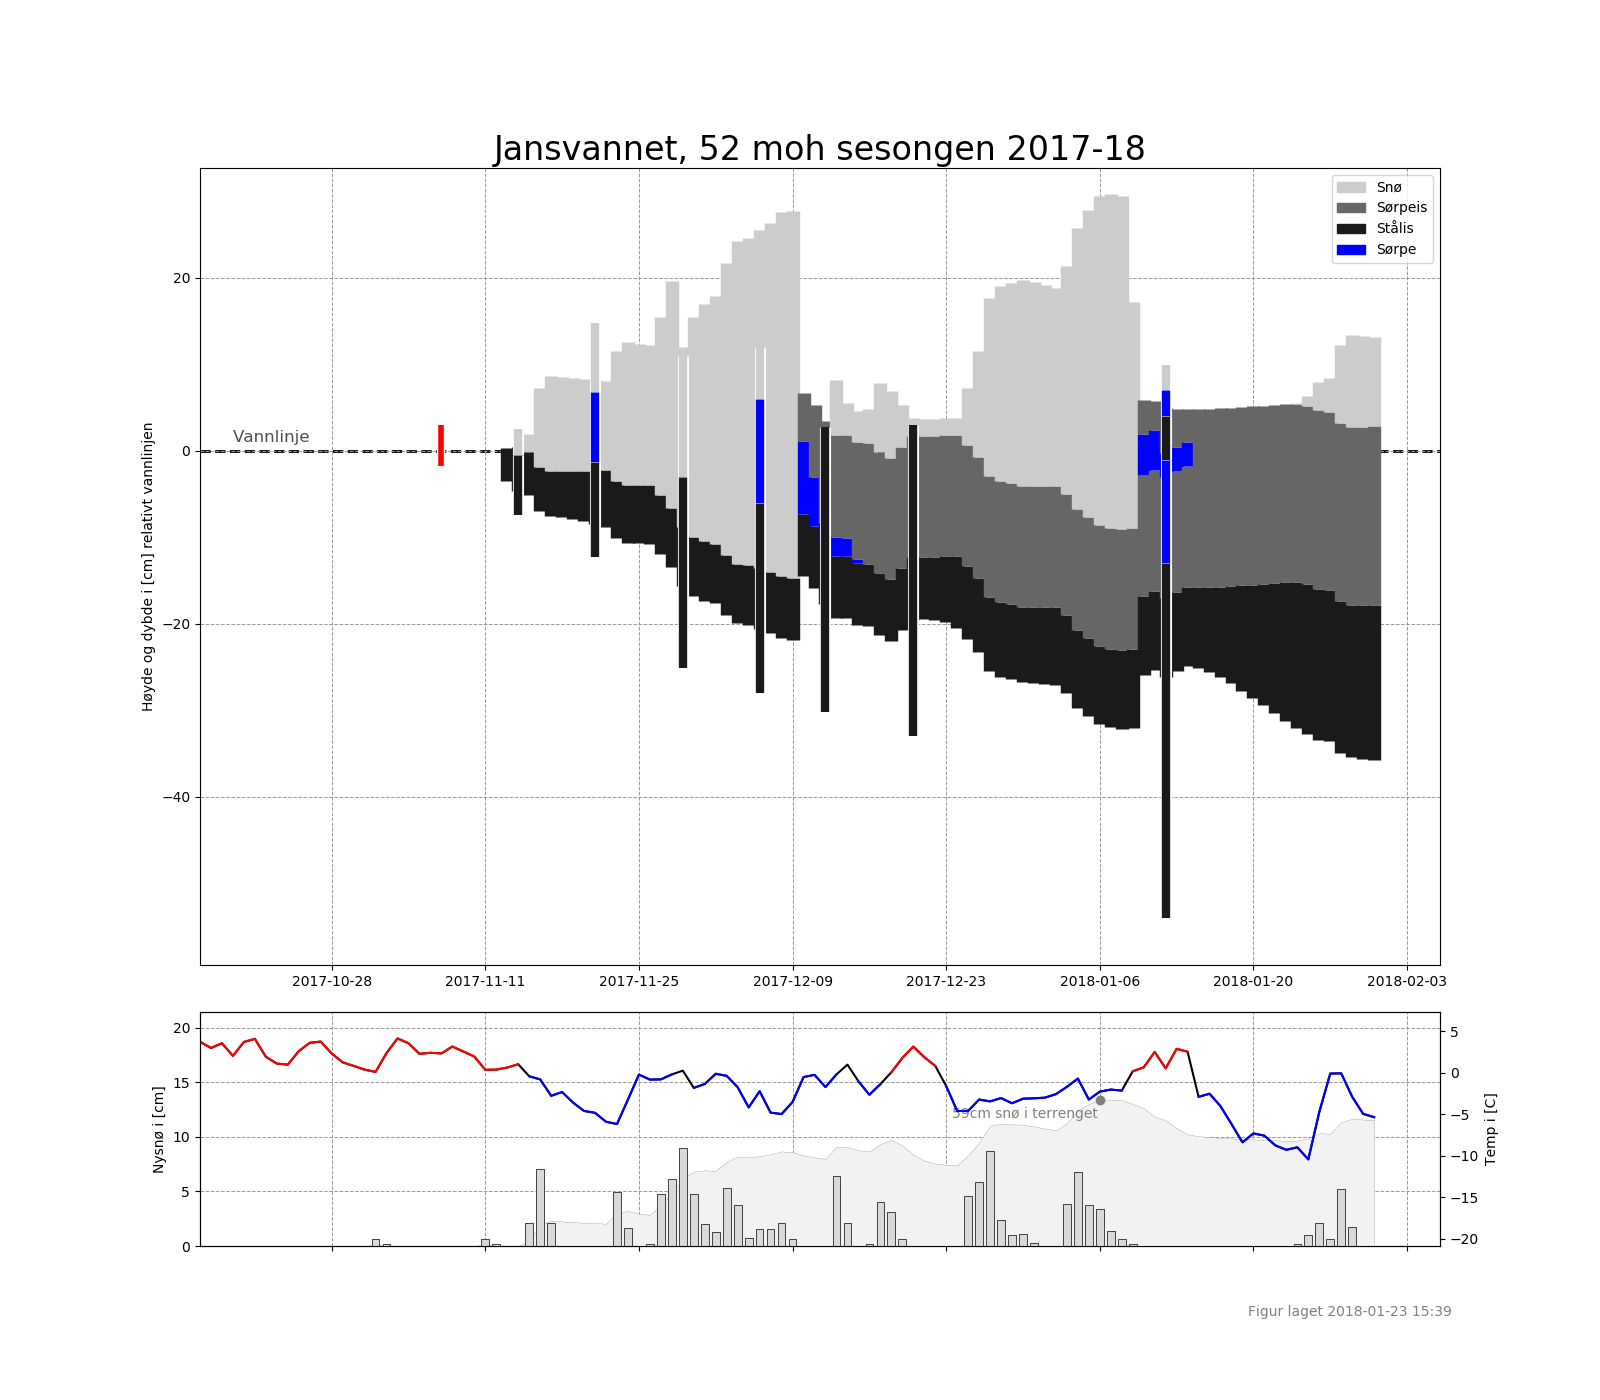 Jansvannet, 52 moh sesongen 2017-18
Snø
Sørpeis
Stålis
Sørpe
Vannlinje
Høyde og dybde i [cm] relativt vannlinjen
20
0
−20
−40
2017-10-28 2017-11-11 2017-11-25 2017-12-09 2017-12-23 2018-01-06 2018-01-20 2018-02-03
Nysnø i [cm]
20
15
10
5
0
59cm snø i terrenget
5
0
−5
−10
−15
−20
Temp i [C]
Figur laget 2018-01-23 15:39